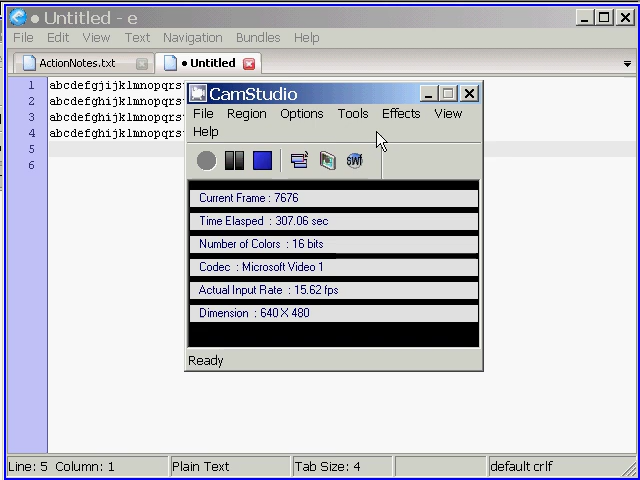 ● Untitled - e
File Edit View Text Navigation Bundles Help
ActionNotes.txt ● Untitled
1 abcdefgjijklmnopqrs
2 abcdefghijklmnopqrs
3 abcdefghijklmnopqrs
4 abcdefghijklmnopqrs
5
6
CamStudio
File Region Options Tools Effects View
Help
swf
Current Frame : 7676
Time Elasped : 307.06 sec
Number of Colors : 16 bits
Codec : Microsoft Video 1
Actual Input Rate : 15.62 fps
Dimension : 640 X 480
Ready
Line: 5 Column: 1 Plain Text Tab Size: 4 default crlf